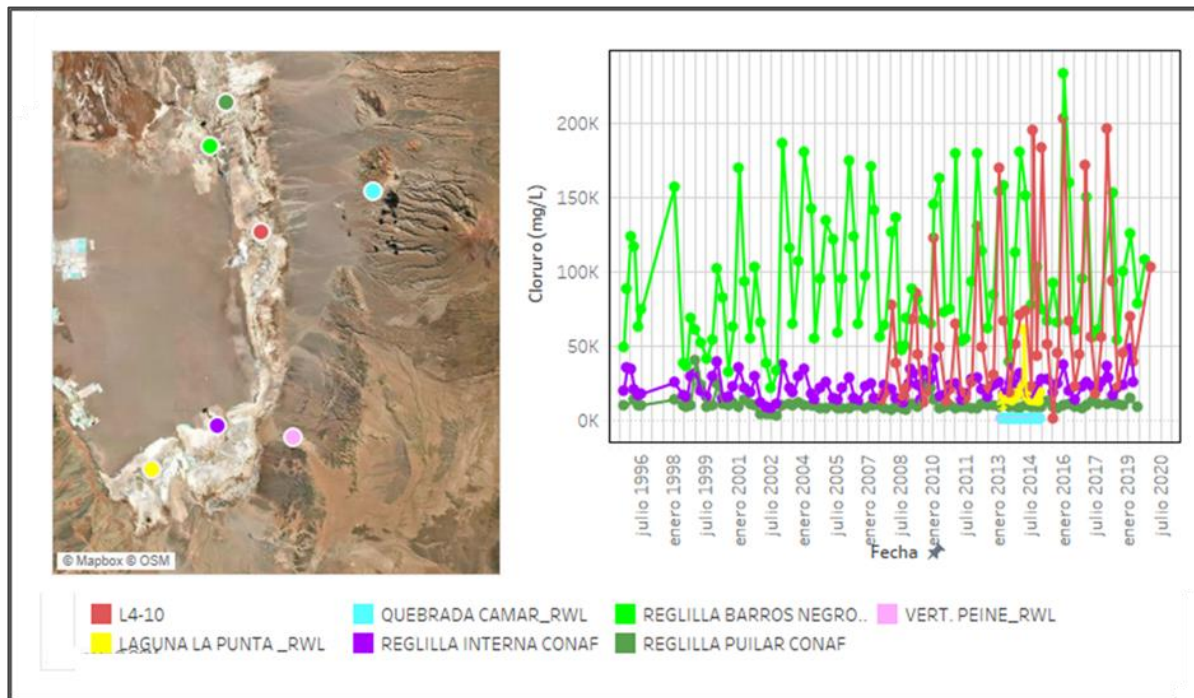 © Mapbox © OSM
Cloruro (mg/L)
200K
150K
100K
50K
0K
julio 1996
enero 1998
julio 1999
enero 2001
julio 2002
enero 2004
julio 2005
enero 2007
julio 2008
enero 2010
julio 2011
enero 2013
julio 2014
enero 2016
julio 2017
enero 2019
julio 2020
Fecha
L4-10
QUEBRADA CAMAR_RWL
REGLILLA BARROS NEGRO..
VERT. PEINE_RWL
LAGUNA LA PUNTA _RWL
REGLILLA INTERNA CONAF
REGLILLA PUILAR CONAF